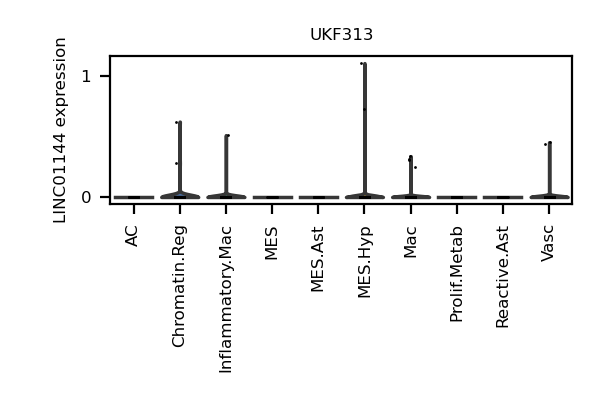 UKF313
LINC01144 expression
1
0
AC
Chromatin.Reg
Inflammatory.Mac
MES
MES.Ast
MES.Hyp
Mac
Prolif.Metab
Reactive.Ast
Vasc